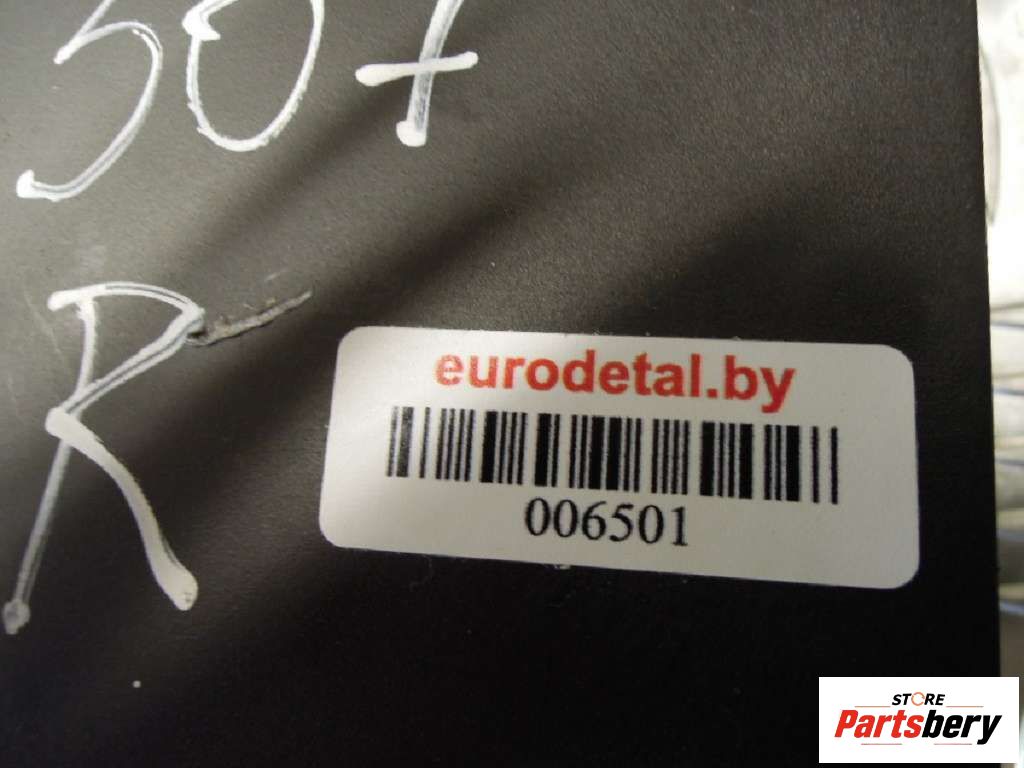 307
R
eurodetal.by
006501
STORE
Partsbery